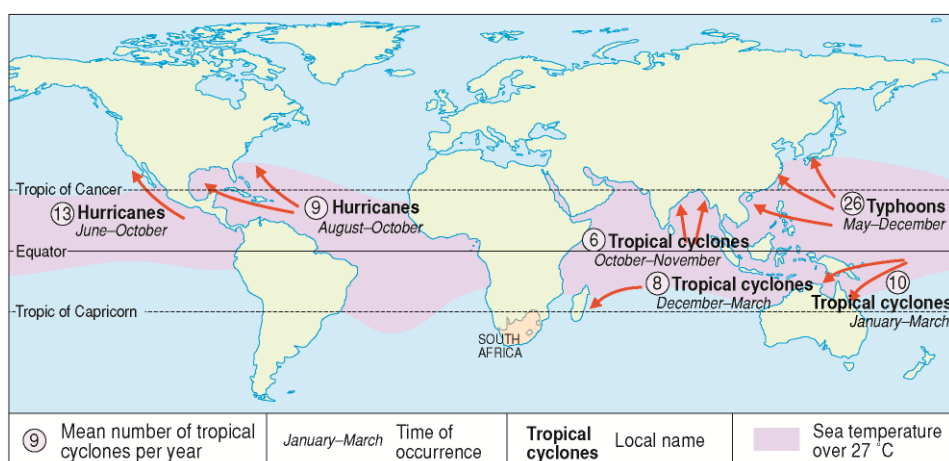 Tropic of Cancer
13 Hurricanes
June–October
9 Hurricanes
August–October
26 Typhoons
May–December
Equator
6 Tropical cyclones
October–November
8 Tropical cyclones
December–March
10
Tropical cyclones
January–March
Tropic of Capricorn
SOUTH
AFRICA
9 Mean number of tropical
cyclones per year
January–March Time of
occurrence
Tropical
cyclones Local name
Sea temperature
over 27 ˚C